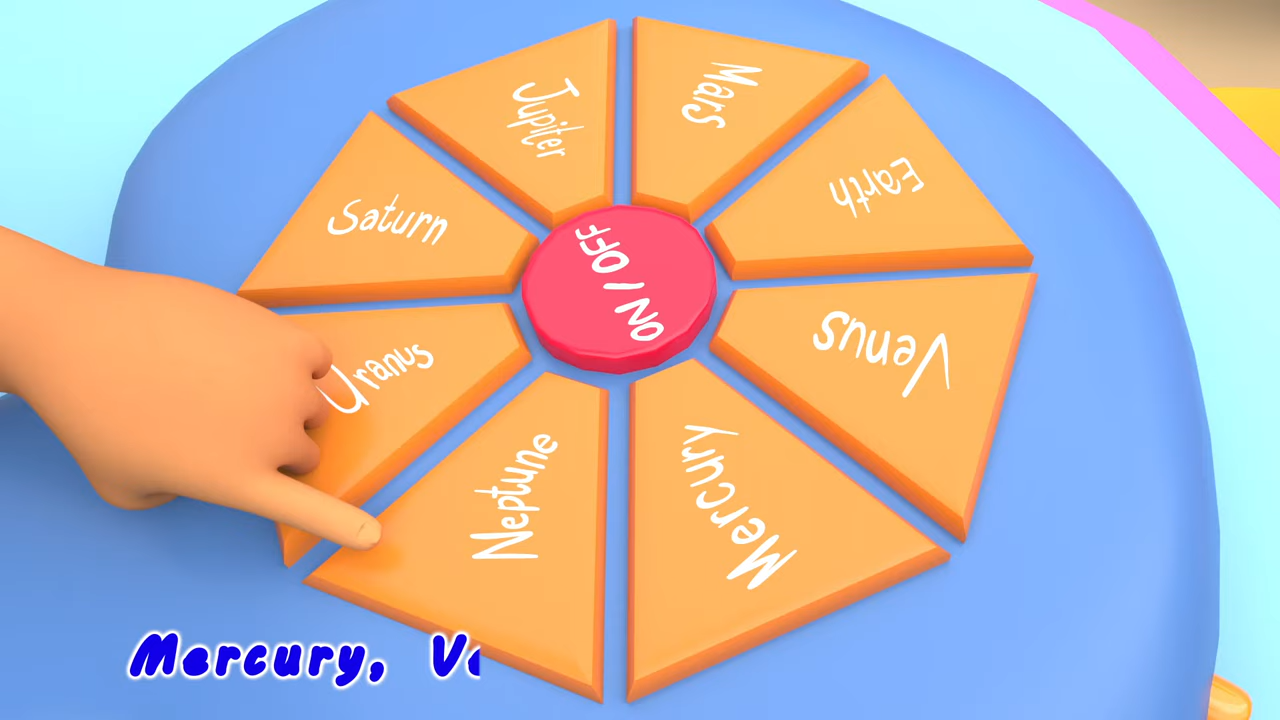 Mars
Jupiter
Earth
Saturn
ON / OFF
Venus
Uranus
Neptune
Mercury
Mercury,